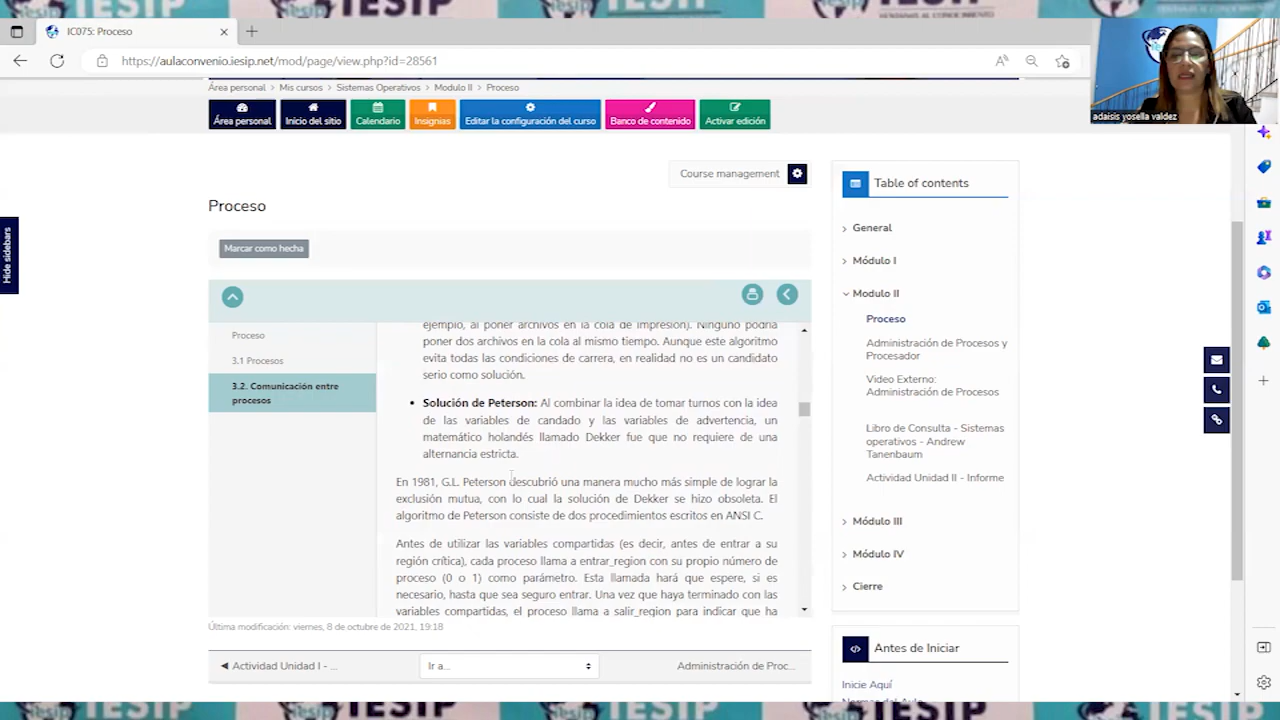 IESIP
IESIP
IESIP
IESIP
VENTANAS AL CONOCIMIENTO
IC075: Proceso
https://aulaconvenio.iesip.net/mod/page/view.php?id=28561
adaisis yosella valdez
Área personal > Mis cursos > Sistemas Operativos > Modulo II > Proceso
Área personal
Inicio del sitio
Calendario
Insignias
Editar la configuración del curso
Banco de contenido
Activar edición
Hide sidebars
Course management
Proceso
Marcar como hecha
Proceso
3.1 Procesos
3.2. Comunicación entre
procesos
ejemplo, al poner archivos en la cola de impresión). Ninguno podría
poner dos archivos en la cola al mismo tiempo. Aunque este algoritmo
evita todas las condiciones de carrera, en realidad no es un candidato
serio como solución.
• Solución de Peterson: Al combinar la idea de tomar turnos con la idea
de las variables de candado y las variables de advertencia, un
matemático holandés llamado Dekker fue que no requiere de una
alternancia estricta.
En 1981, G.L. Peterson descubrió una manera mucho más simple de lograr la
exclusión mutua, con lo cual la solución de Dekker se hizo obsoleta. El
algoritmo de Peterson consiste de dos procedimientos escritos en ANSI C.
Antes de utilizar las variables compartidas (es decir, antes de entrar a su
región crítica), cada proceso llama a entrar_region con su propio número de
proceso (0 o 1) como parámetro. Esta llamada hará que espere, si es
necesario, hasta que sea seguro entrar. Una vez que haya terminado con las
variables compartidas, el proceso llama a salir_region para indicar que ha
Última modificación: viernes, 8 de octubre de 2021, 19:18
◀ Actividad Unidad I - ...
Ir a...
Administración de Proc...
Table of contents
General
Módulo I
Modulo II
Proceso
Administración de Procesos y
Procesador
Video Externo:
Administración de Procesos
Libro de Consulta - Sistemas
operativos - Andrew
Tanenbaum
Actividad Unidad II - Informe
Módulo III
Módulo IV
Cierre
Antes de Iniciar
Inicie Aquí
Normas del Aula
IESIP
IESIP
IESIP
IESIP